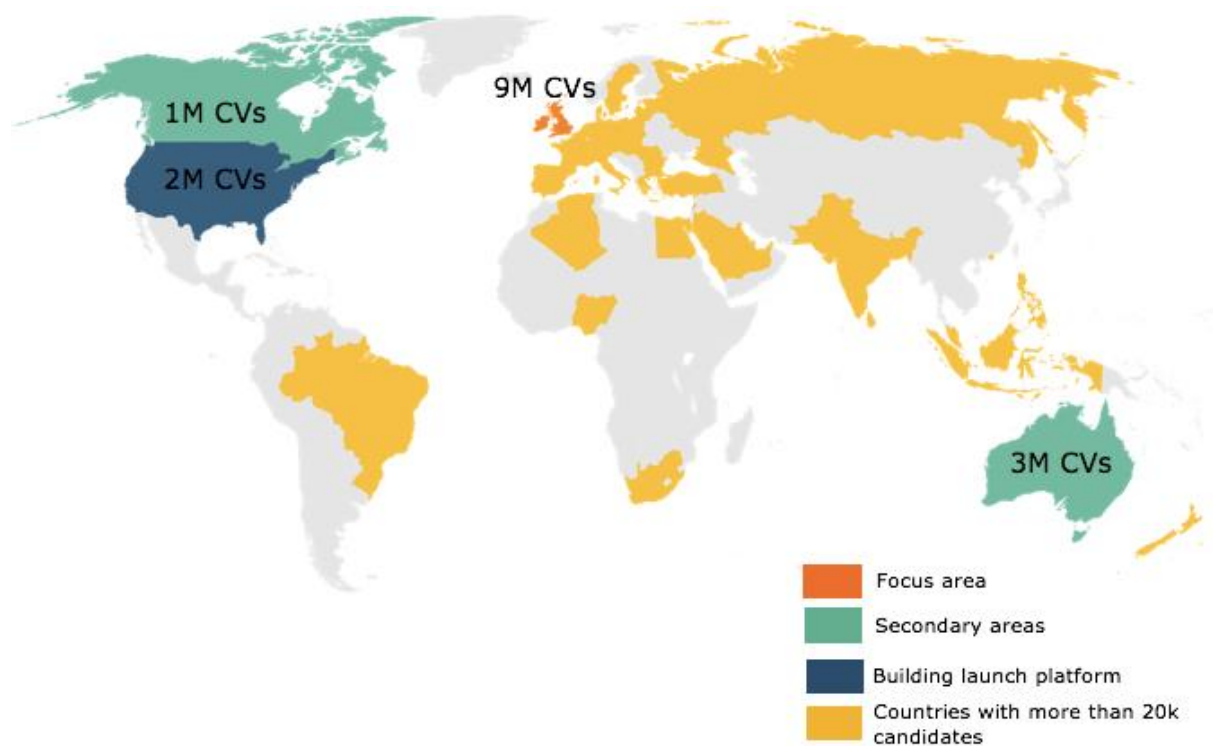 9M CVs
1M CVs
2M CVs
3M CVs
Focus area
Secondary areas
Building launch platform
Countries with more than 20k
candidates